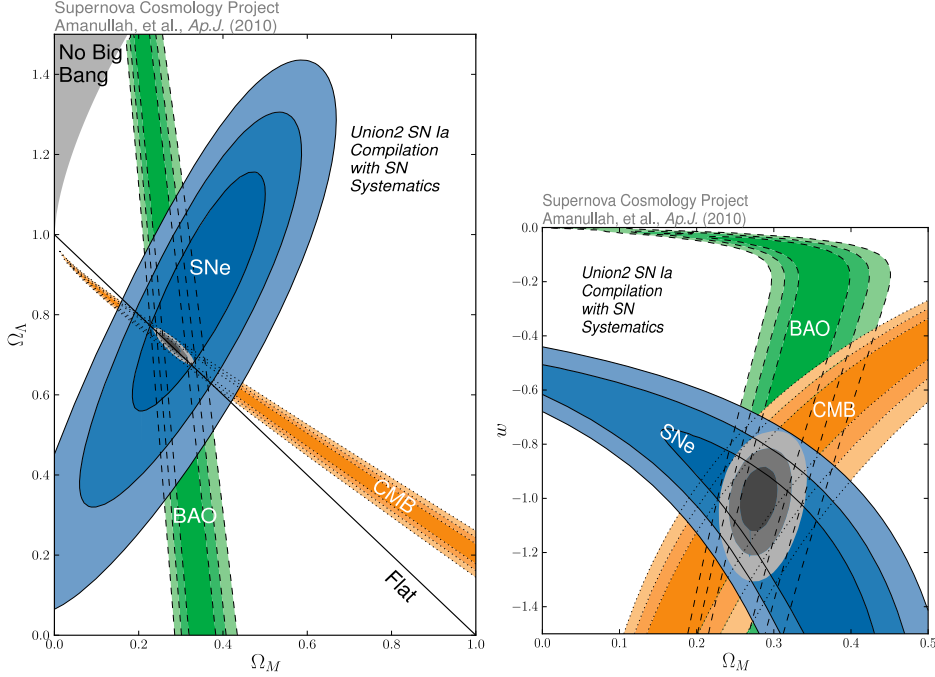 Supernova Cosmology Project
Amanullah, et al., Ap.J. (2010)
No Big
Bang
Union2 SN Ia
Compilation
with SN
Systematics
SNe
BAO
CMB
Flat
1.4
1.2
1.0
0.8
0.6
0.4
0.2
0.0
Ω_Λ
0.0 0.2 0.4 0.6 0.8 1.0
Ω_M
Supernova Cosmology Project
Amanullah, et al., Ap.J. (2010)
Union2 SN Ia
Compilation
with SN
Systematics
BAO
CMB
SNe
0.0
−0.2
−0.4
−0.6
−0.8
−1.0
−1.2
−1.4
w
0.0 0.1 0.2 0.3 0.4 0.5
Ω_M